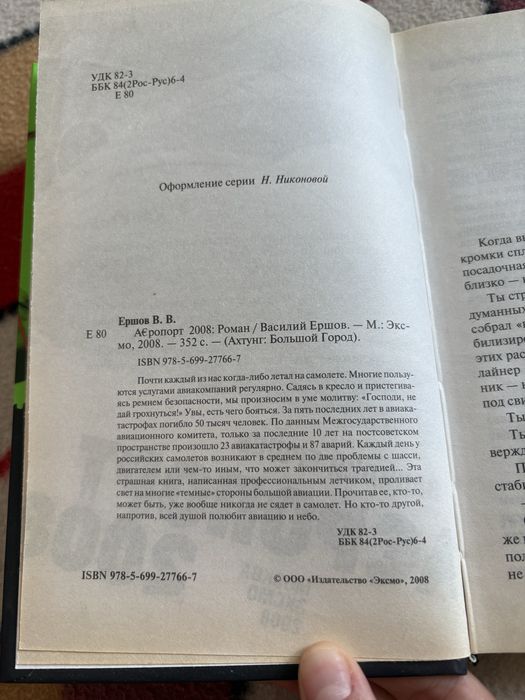 УДК 82-3
ББК 84(2Рос-Рус)6-4
Е 80
Оформление серии Н. Никоновой
Ершов В. В.
Е 80 А€ропорт 2008: Роман / Василий Ершов. — М.: Экс-
мо, 2008. — 352 с. — (Ахтунг: Большой Город).
ISBN 978-5-699-27766-7
Почти каждый из нас когда-либо летал на самолете. Многие пользу-
ются услугами авиакомпаний регулярно. Садясь в кресло и пристегива-
ясь ремнем безопасности, мы произносим в уме молитву: «Господи, не
дай грохнуться!» Увы, есть чего бояться. За пять последних лет в авиака-
тастрофах погибло 50 тысяч человек. По данным Межгосударственного
авиационного комитета, только за последние 10 лет на постсоветском
пространстве произошло 23 авиакатастрофы и 87 аварий. Каждый день у
российских самолетов возникают в среднем по две проблемы с шасси,
двигателем или чем-то иным, что может закончиться трагедией... Эта
страшная книга, написанная профессиональным летчиком, проливает
свет на многие «темные» стороны большой авиации. Прочитав ее, кто-то,
может быть, уже вообще никогда не сядет в самолет. Но кто-то другой,
напротив, всей душой полюбит авиацию и небо.
УДК 82-3
ББК 84(2Рос-Рус)6-4
ISBN 978-5-699-27766-7
© ООО «Издательство «Эксмо», 2008
Когда вы
кромки спл
посадочная
близко —
Ты стр
думанных
собрал «
билизиро
этих рас
лайнер
ник —
под сви
Ты
Ты
вержд
П
стаби
же
пол
не